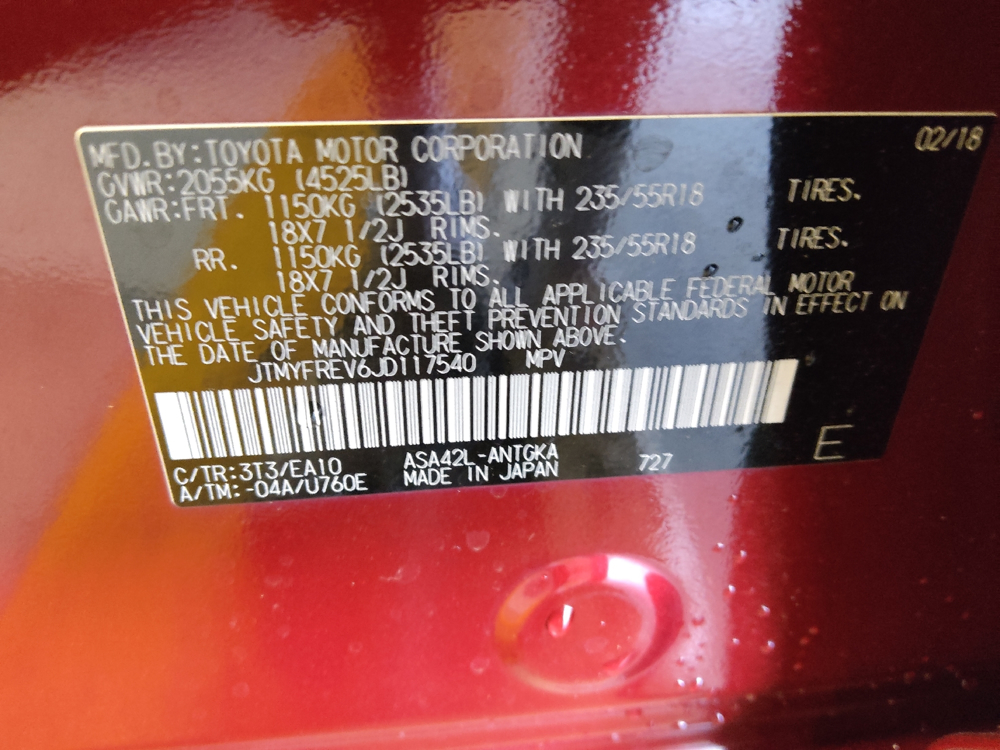 02/18
MFD.BY:TOYOTA MOTOR CORPORATION
GVWR:2055KG (4525LB)
GAWR:FRT. 1150KG (2535LB) WITH 235/55R18 TIRES.
18X7 1/2J RIMS.
RR. 1150KG (2535LB) WITH 235/55R18 TIRES.
18X7 1/2J RIMS.
THIS VEHICLE CONFORMS TO ALL APPLICABLE FEDERAL MOTOR
VEHICLE SAFETY AND THEFT PREVENTION STANDARDS IN EFFECT ON
THE DATE OF MANUFACTURE SHOWN ABOVE.
JTMYFREV6JD117540 MPV
C/TR:3T3/EA10 ASA42L-ANTGKA 727 E
A/TM:-04A/U760E MADE IN JAPAN